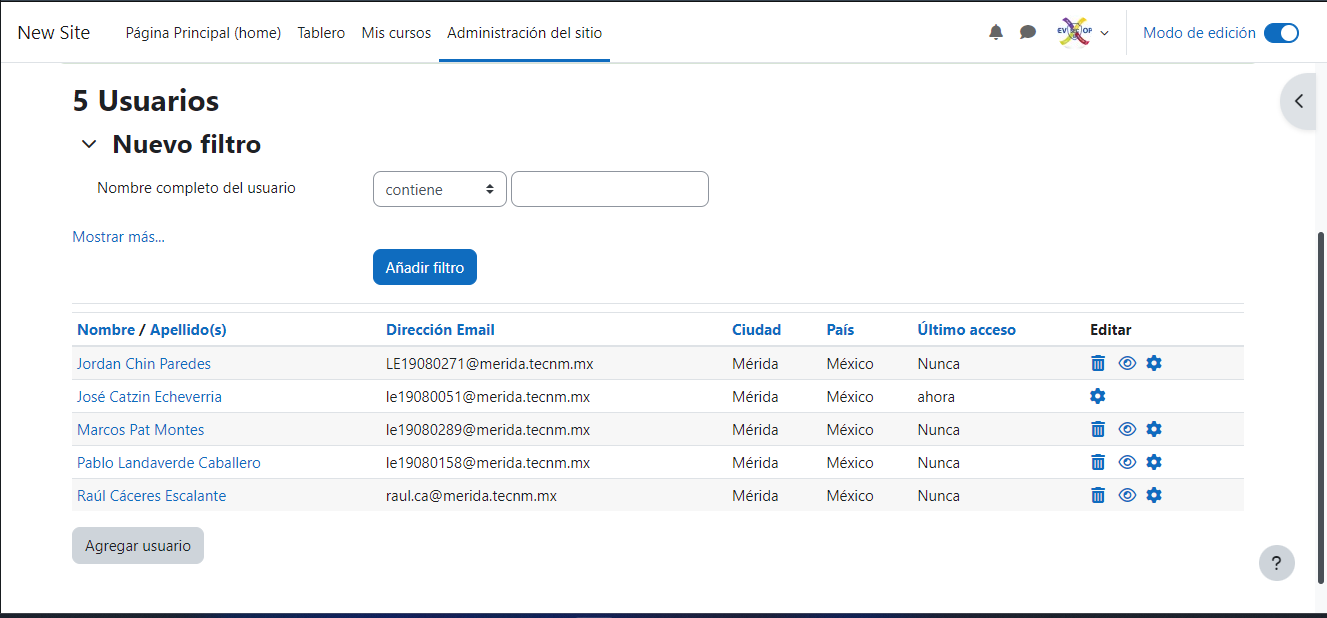 New Site Página Principal (home) Tablero Mis cursos Administración del sitio EV OP Modo de edición
5 Usuarios
Nuevo filtro
Nombre completo del usuario contiene
Mostrar más...
Añadir filtro
Nombre / Apellido(s) Dirección Email Ciudad País Último acceso Editar
Jordan Chin Paredes LE19080271@merida.tecnm.mx Mérida México Nunca
José Catzin Echeverria le19080051@merida.tecnm.mx Mérida México ahora
Marcos Pat Montes le19080289@merida.tecnm.mx Mérida México Nunca
Pablo Landaverde Caballero le19080158@merida.tecnm.mx Mérida México Nunca
Raúl Cáceres Escalante raul.ca@merida.tecnm.mx Mérida México Nunca
Agregar usuario
?